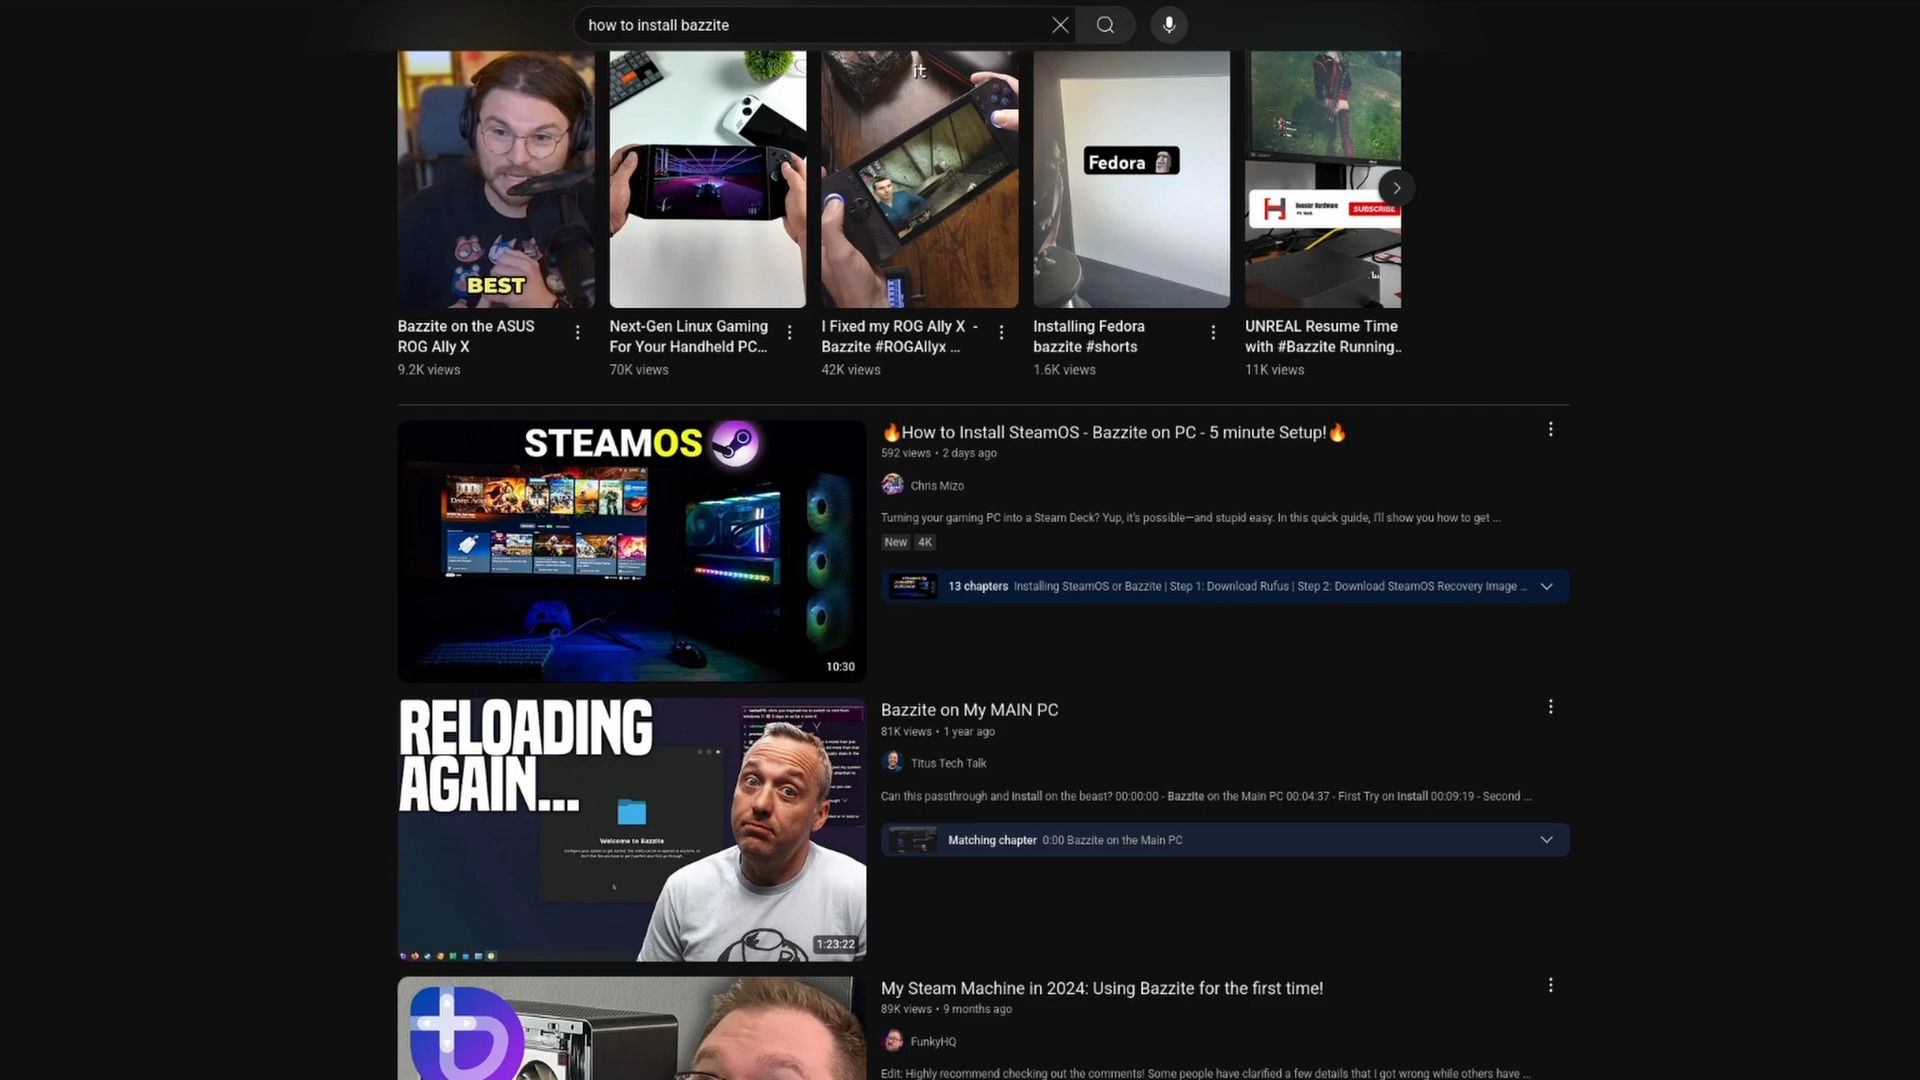 how to install bazzite
it
Fedora
SUBSCRIBE
BEST
Bazzite on the ASUS
ROG Ally X
9.2K views
Next-Gen Linux Gaming
For Your Handheld PC...
70K views
I Fixed my ROG Ally X -
Bazzite #ROGAllyx ...
42K views
Installing Fedora
bazzite #shorts
1.6K views
UNREAL Resume Time
with #Bazzite Running..
11K views
STEAMOS
10:30
🔥How to Install SteamOS - Bazzite on PC - 5 minute Setup!🔥
592 views • 2 days ago
Chris Mizo
Turning your gaming PC into a Steam Deck? Yup, it's possible—and stupid easy. In this quick guide, I'll show you how to get ...
New 4K
13 chapters Installing SteamOS or Bazzite | Step 1: Download Rufus | Step 2: Download SteamOS Recovery Image ...
RELOADING
AGAIN...
Welcome to Bazzite
1:23:22
Bazzite on My MAIN PC
81K views • 1 year ago
Titus Tech Talk
Can this passthrough and Install on the beast? 00:00:00 - Bazzite on the Main PC 00:04:37 - First Try on Install 00:09:19 - Second ...
Matching chapter 0:00 Bazzite on the Main PC
My Steam Machine in 2024: Using Bazzite for the first time!
89K views • 9 months ago
FunkyHQ
Edit: Highly recommend checking out the comments! Some people have clarified a few details that I got wrong while others have ...